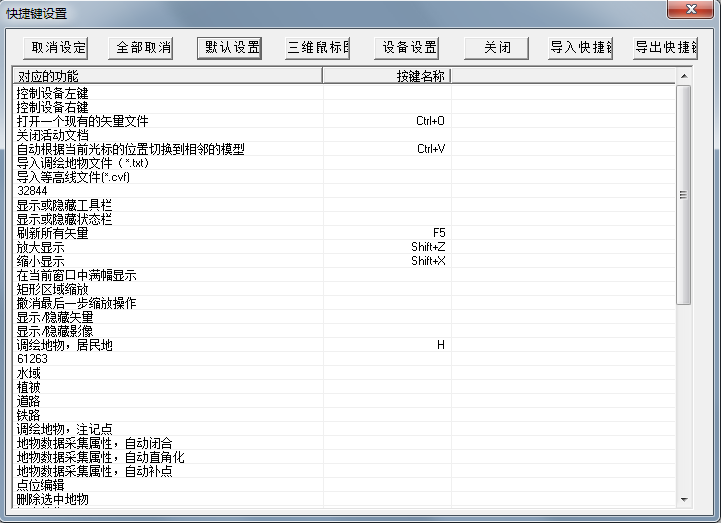 快捷键设置
取消设定 全部取消 默认设置 三维鼠标 设备设置 关闭 导入快捷 导出快捷
对应的功能 按键名称
控制设备左键
控制设备右键
打开一个现有的矢量文件 Ctrl+O
关闭活动文档
自动根据当前光标的位置切换到相邻的模型 Ctrl+V
导入调绘地物文件（*.txt）
导入等高线文件(*.cvf)
32844
显示或隐藏工具栏
显示或隐藏状态栏
刷新所有矢量 F5
放大显示 Shift+Z
缩小显示 Shift+X
在当前窗口中满幅显示
矩形区域缩放
撤消最后一步缩放操作
显示/隐藏矢量
显示/隐藏影像
调绘地物，居民地 H
61263
水域
植被
道路
铁路
调绘地物，注记点
地物数据采集属性，自动闭合
地物数据采集属性，自动直角化
地物数据采集属性，自动补点
点位编辑
删除选中地物